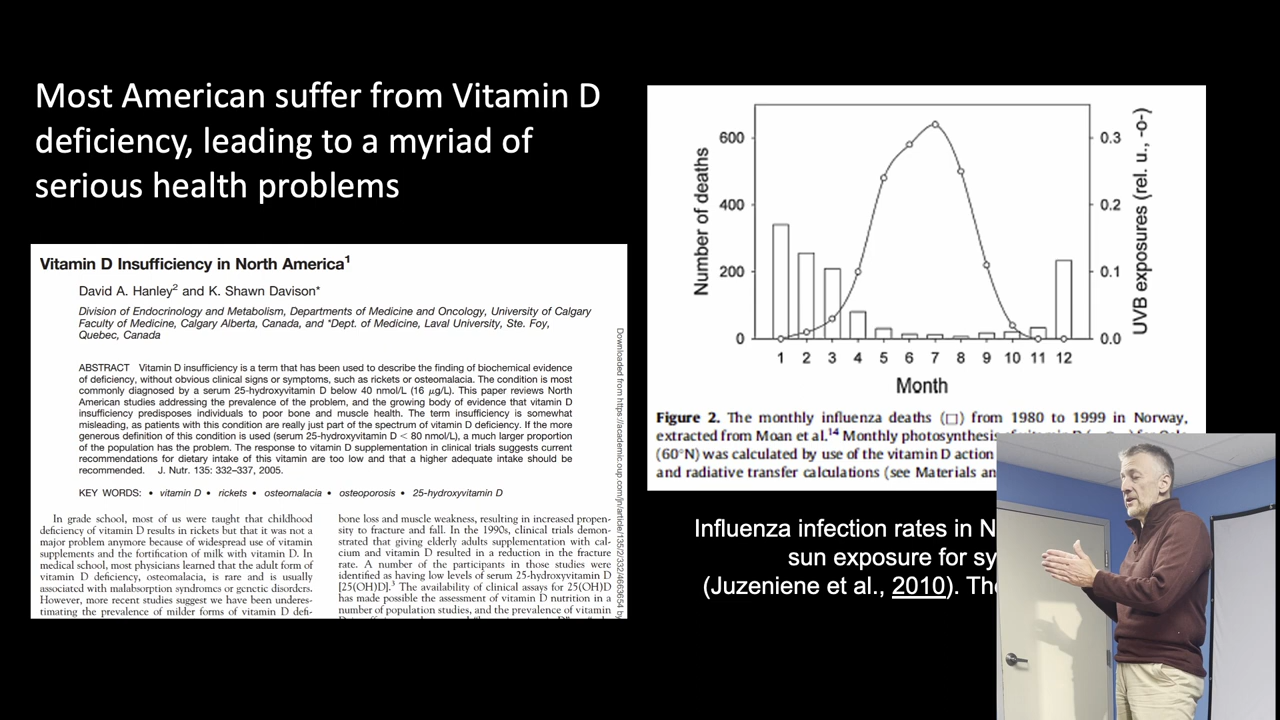 Most American suffer from Vitamin D
deficiency, leading to a myriad of
serious health problems
Vitamin D Insufficiency in North America¹
David A. Hanley² and K. Shawn Davison*
Division of Endocrinology and Metabolism, Departments of Medicine and Oncology, University of Calgary
Faculty of Medicine, Calgary Alberta, Canada, and *Dept. of Medicine, Laval University, Ste. Foy,
Quebec, Canada
ABSTRACT Vitamin D insufficiency is a term that has been used to describe the finding of biochemical evidence
of deficiency, without obvious clinical signs or symptoms, such as rickets or osteomalacia. The condition is most
commonly diagnosed by a serum 25-hydroxyvitamin D below 40 nmol/L (16 µg/L). This paper reviews North
American studies addressing the prevalence of the problem, and the growing body of evidence that vitamin D
insufficiency predisposes individuals to poor bone and muscle health. The term insufficiency is somewhat
misleading, as patients with this condition are really just part of the spectrum of vitamin D deficiency. If the more
generous definition of this condition is used (serum 25-hydroxyvitamin D < 80 nmol/L), a much larger proportion
of the population has the problem. The response to vitamin D supplementation in clinical trials suggests current
recommendations for dietary intake of this vitamin are too low and that a higher adequate intake should be
recommended. J. Nutr. 135: 332–337, 2005.
KEY WORDS: • vitamin D • rickets • osteomalacia • osteoporosis • 25-hydroxyvitamin D
In grade school, most of us were taught that childhood
deficiency of vitamin D results in rickets but that it was not a
major problem anymore because of widespread use of vitamin
supplements and the fortification of milk with vitamin D. In
medical school, most physicians learned that the adult form of
vitamin D deficiency, osteomalacia, is rare and is usually
associated with malabsorption syndromes or genetic disorders.
However, more recent studies suggest we have been underes-
timating the prevalence of milder forms of vitamin D defi-
bone loss and muscle weakness, resulting in increased propen-
sity to fracture and fall. In the 1990s, clinical trials demon-
strated that giving elderly adults supplementation with cal-
cium and vitamin D resulted in a reduction in the fracture
rate. A number of the participants in those studies were
identified as having low levels of serum 25-hydroxyvitamin D
[25(OH)D].³ The availability of clinical assays for 25(OH)D
has made possible the assessment of vitamin D nutrition in a
number of population studies, and the prevalence of vitamin
Downloaded from https://academic.oup.com/jn/article/135/2/332/4663654 by
Number of deaths
600
400
200
0
0.3
0.2
0.1
0.0
UVB exposures (rel. u., -o-)
1 2 3 4 5 6 7 8 9 10 11 12
Month
Figure 2. The monthly influenza deaths (□) from 1980 to 1999 in Norway,
extracted from Moan et al.¹⁴ Monthly photosynthesis
(60°N) was calculated by use of the vitamin D action
and radiative transfer calculations (see Materials an
Influenza infection rates in N
sun exposure for sy
(Juzeniene et al., 2010). The